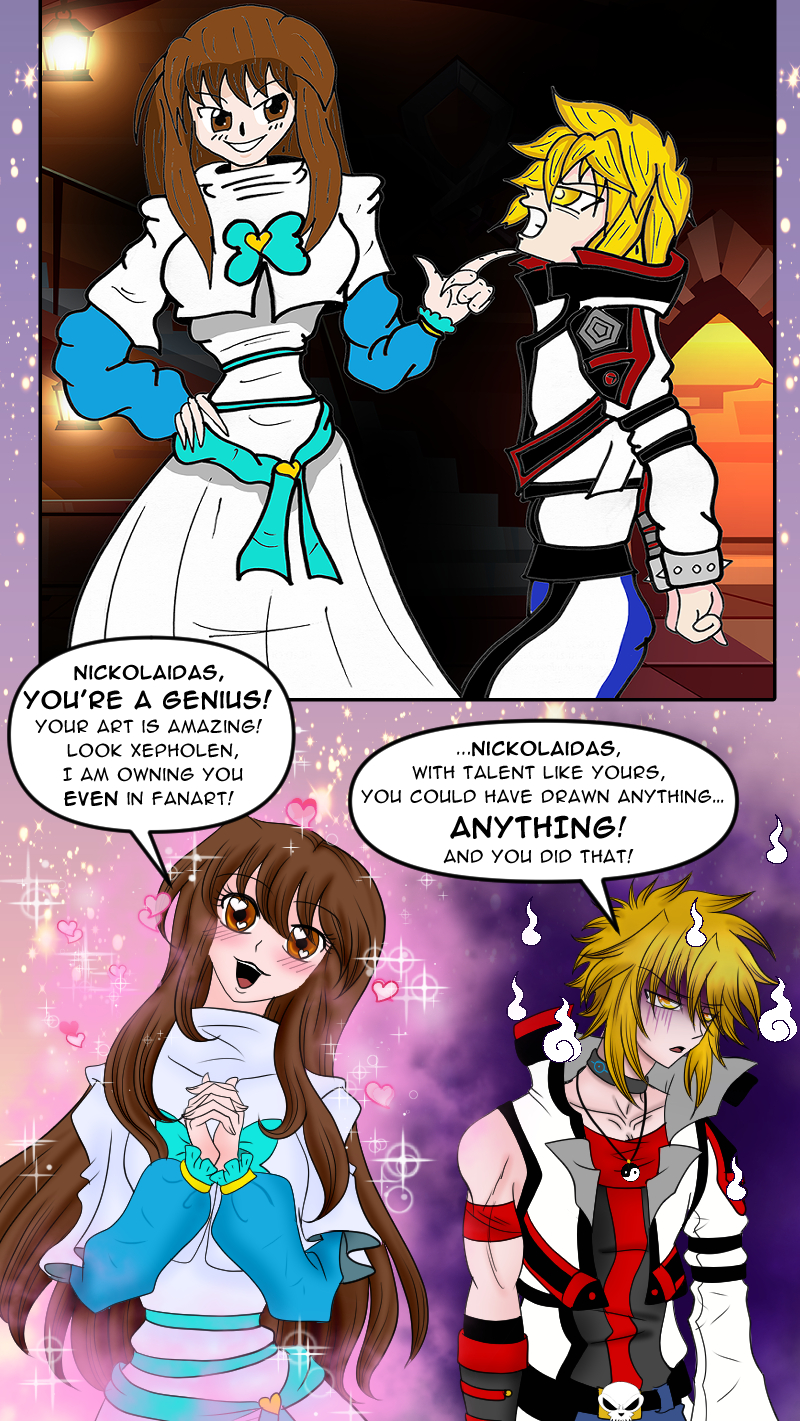 NICKOLAIDAS,
YOU'RE A GENIUS!
YOUR ART IS AMAZING!
LOOK XEPHOLEN,
I AM OWNING YOU
EVEN IN FANART!
...NICKOLAIDAS,
WITH TALENT LIKE YOURS,
YOU COULD HAVE DRAWN ANYTHING...
ANYTHING!
AND YOU DID THAT!